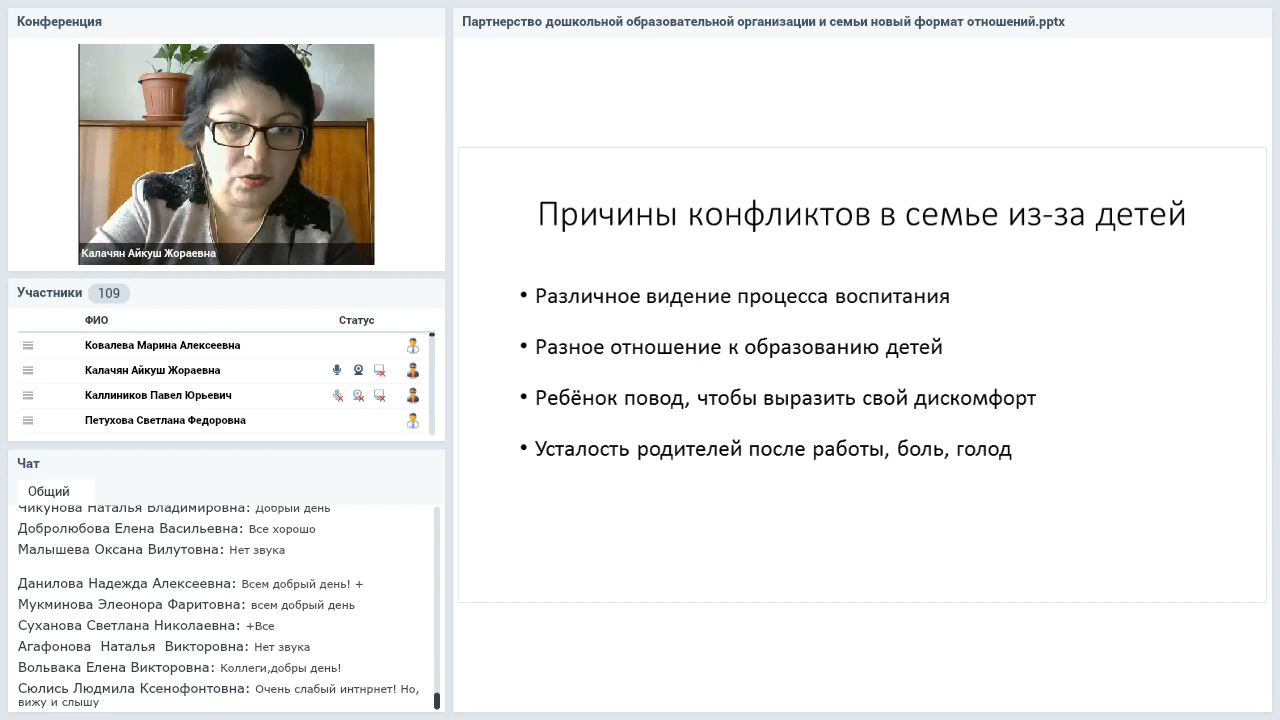 Конференция
Калачян Айкуш Жораевна
Участники 109
ФИО Статус
Ковалева Марина Алексеевна
Калачян Айкуш Жораевна
Каллиников Павел Юрьевич
Петухова Светлана Федоровна
Чат
Общий
Чикунова Наталья Владимировна: Добрый день
Добролюбова Елена Васильевна: Все хорошо
Малышева Оксана Вилутовна: Нет звука
Данилова Надежда Алексеевна: Всем добрый день! +
Мукминова Элеонора Фаритовна: всем добрый день
Суханова Светлана Николаевна: +Все
Агафонова Наталья Викторовна: Нет звука
Вольвака Елена Викторовна: Коллеги,добры день!
Сюлись Людмила Ксенофонтовна: Очень слабый интнрнет! Но,
вижу и слышу
Партнерство дошкольной образовательной организации и семьи новый формат отношений.pptx
Причины конфликтов в семье из-за детей
• Различное видение процесса воспитания
• Разное отношение к образованию детей
• Ребёнок повод, чтобы выразить свой дискомфорт
• Усталость родителей после работы, боль, голод